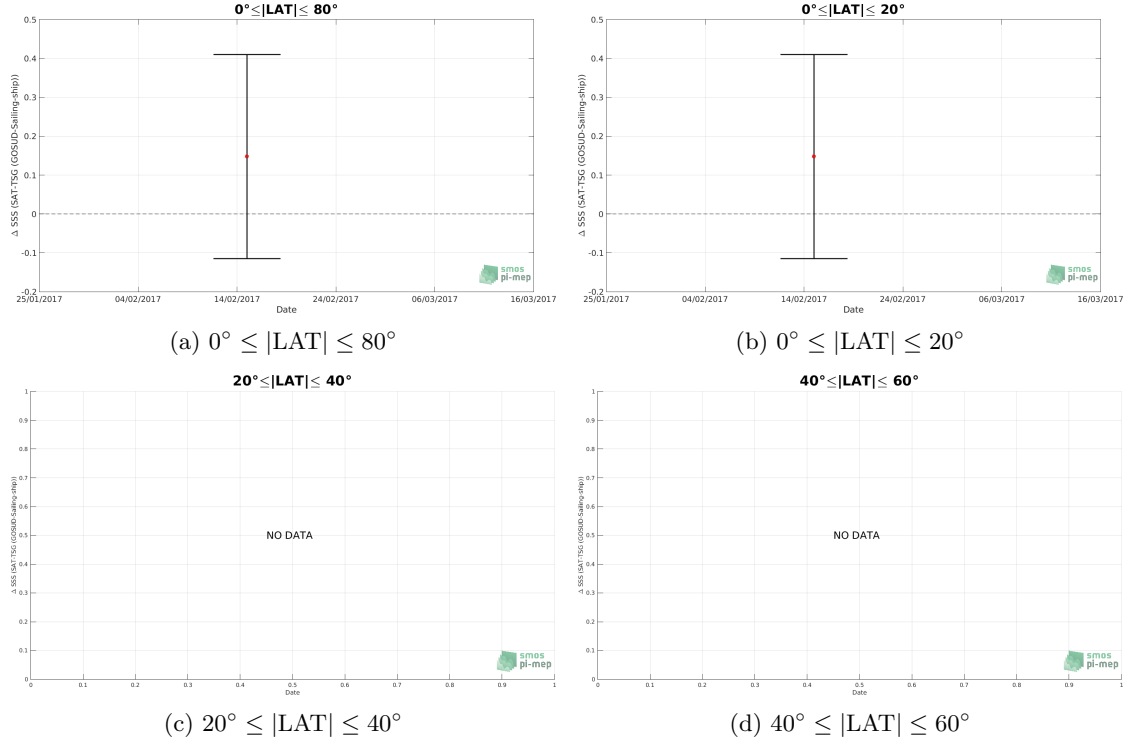 0°≤|LAT|≤ 80°
0.5
0.4
0.3
0.2
0.1
0
-0.1
-0.2
Δ SSS (SAT-TSG (GOSUD-Sailing-ship))
25/01/2017 04/02/2017 14/02/2017 24/02/2017 06/03/2017 16/03/2017
Date
smos
pi-mep
(a) 0° ≤ |LAT| ≤ 80°
0°≤|LAT|≤ 20°
0.5
0.4
0.3
0.2
0.1
0
-0.1
-0.2
Δ SSS (SAT-TSG (GOSUD-Sailing-ship))
25/01/2017 04/02/2017 14/02/2017 24/02/2017 06/03/2017 16/03/2017
Date
smos
pi-mep
(b) 0° ≤ |LAT| ≤ 20°
20°≤|LAT|≤ 40°
1
0.9
0.8
0.7
0.6
0.5
0.4
0.3
0.2
0.1
0
Δ SSS (SAT-TSG (GOSUD-Sailing-ship))
NO DATA
0 0.1 0.2 0.3 0.4 0.5 0.6 0.7 0.8 0.9 1
Date
smos
pi-mep
(c) 20° ≤ |LAT| ≤ 40°
40°≤|LAT|≤ 60°
1
0.9
0.8
0.7
0.6
0.5
0.4
0.3
0.2
0.1
0
Δ SSS (SAT-TSG (GOSUD-Sailing-ship))
NO DATA
0 0.1 0.2 0.3 0.4 0.5 0.6 0.7 0.8 0.9 1
Date
smos
pi-mep
(d) 40° ≤ |LAT| ≤ 60°